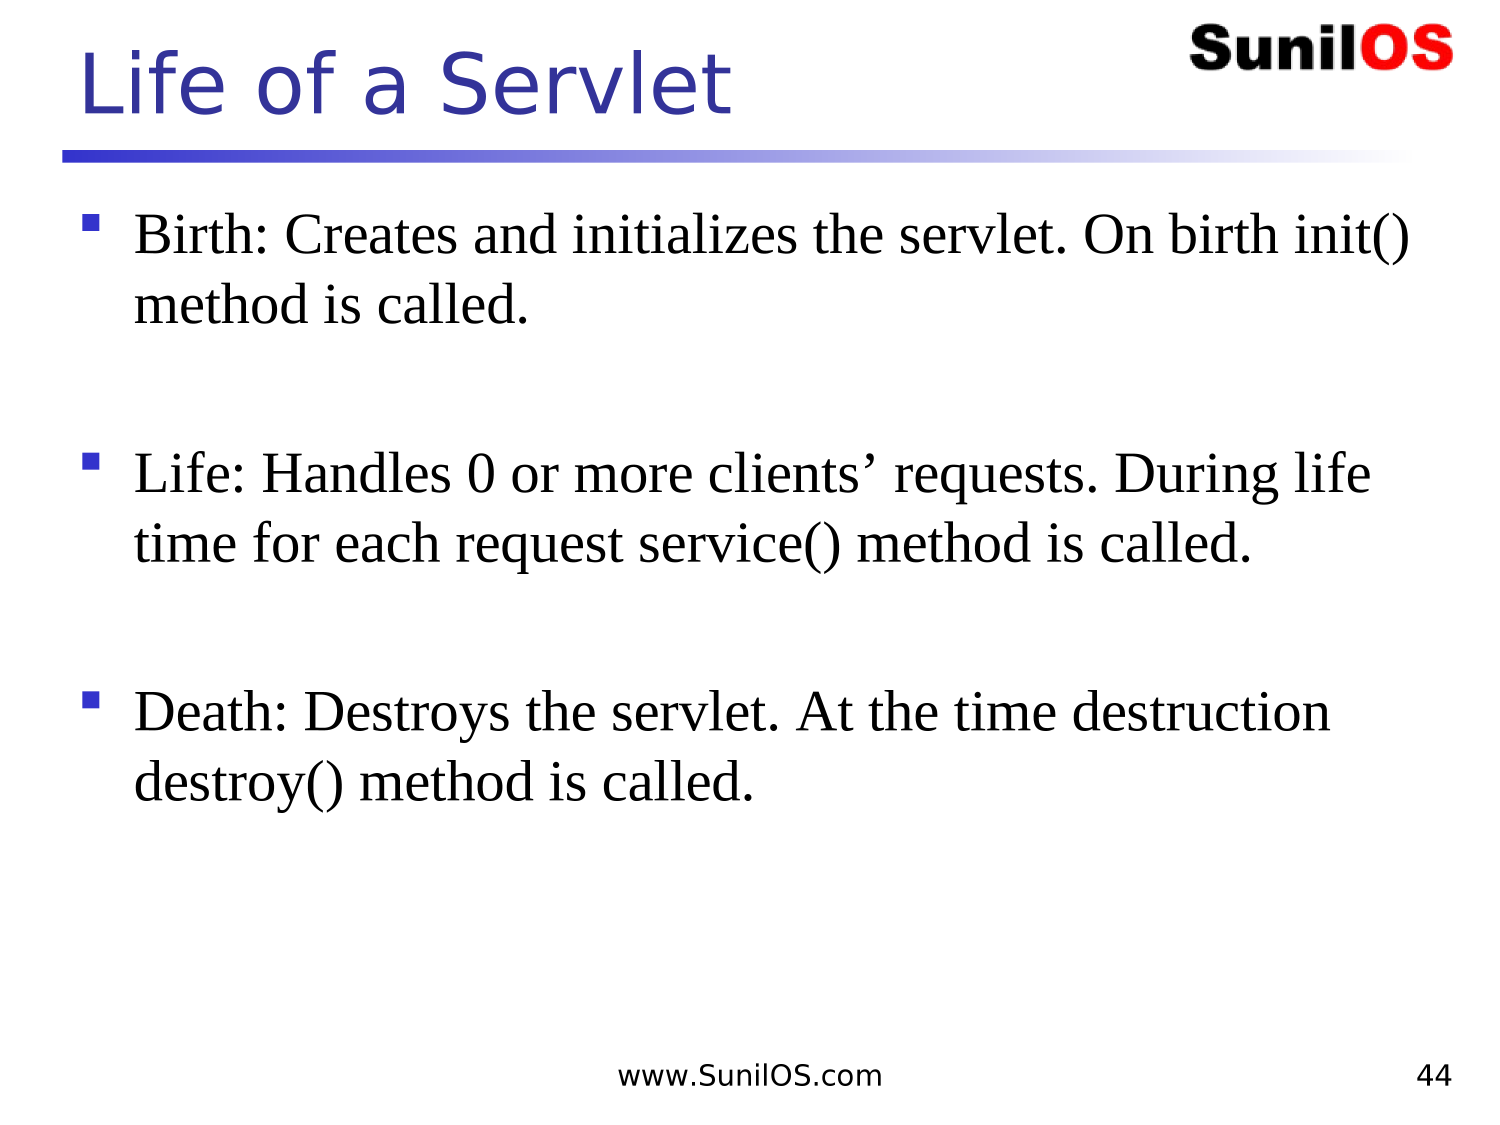 SunilOS
Life of a Servlet
Birth: Creates and initializes the servlet. On birth init()
method is called.
Life: Handles 0 or more clients’ requests. During life
time for each request service() method is called.
Death: Destroys the servlet. At the time destruction
destroy() method is called.
www.SunilOS.com
44